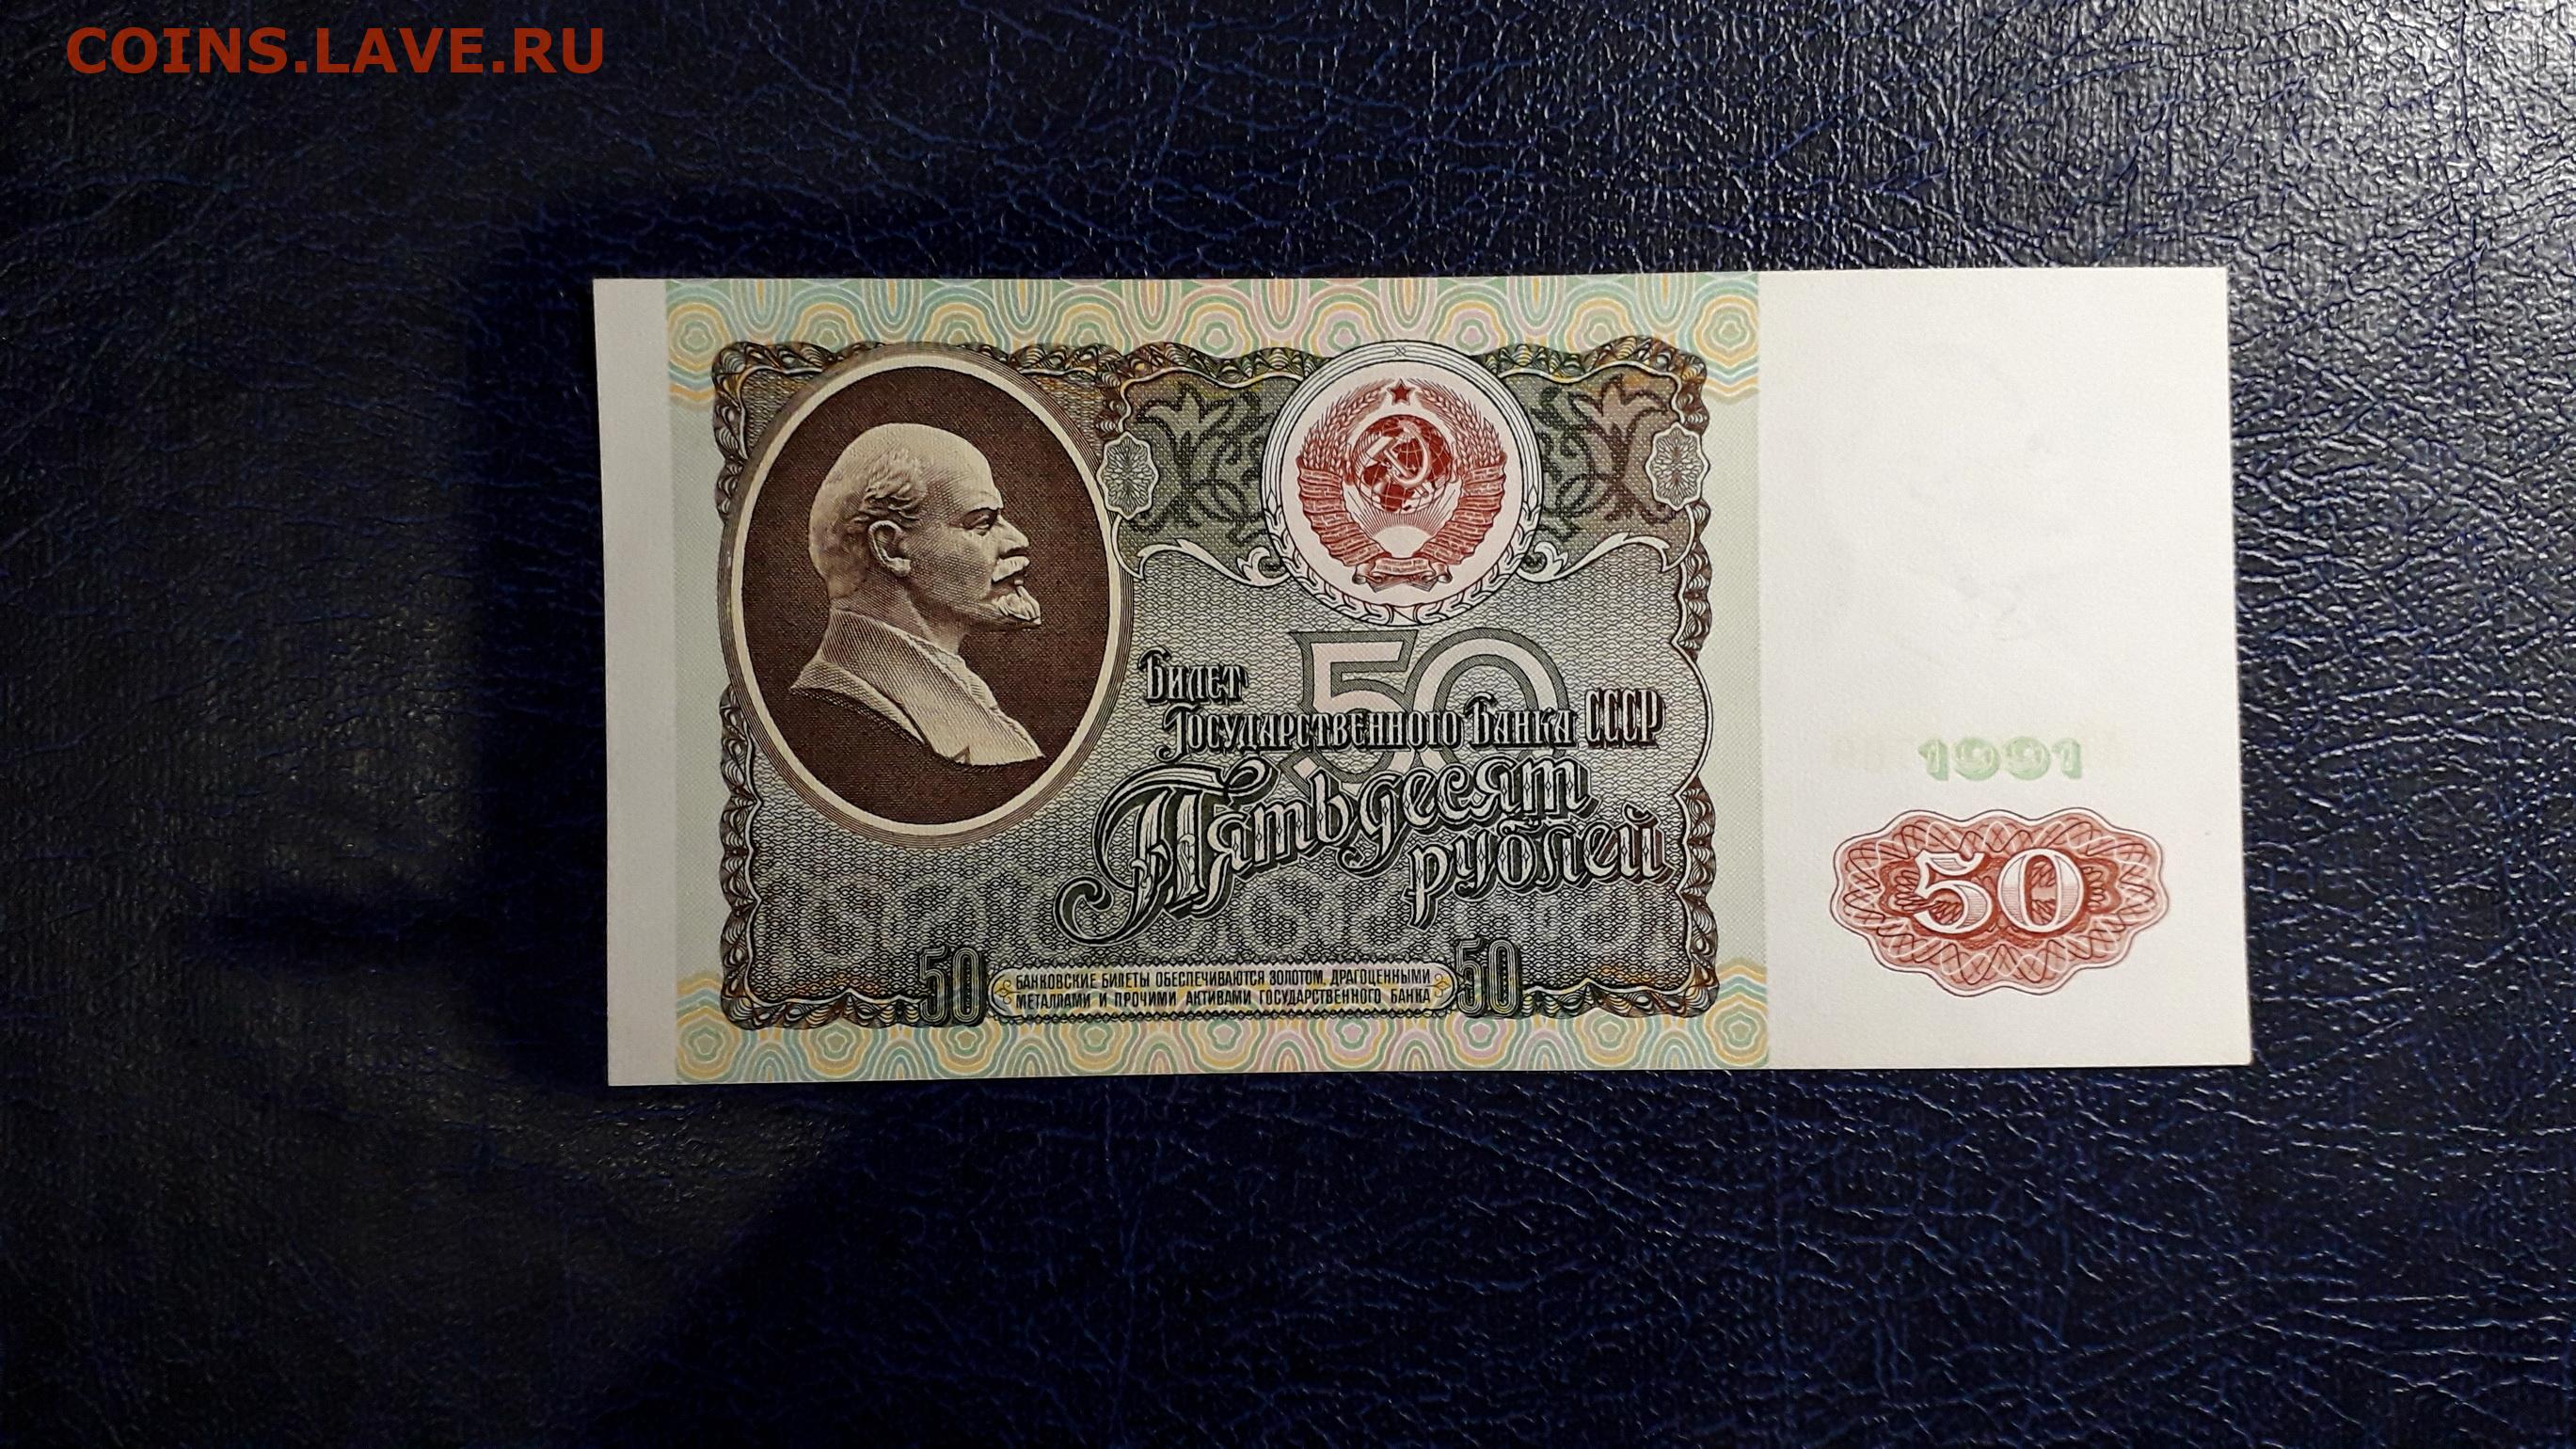 COINS.LAVE.RU
Билет
50
Государственного Банка СССР
Пятьдесят
рублей
1991
50
50
БАНКОВСКИЕ БИЛЕТЫ ОБЕСПЕЧИВАЮТСЯ ЗОЛОТОМ, ДРАГОЦЕННЫМИ
МЕТАЛЛАМИ И ПРОЧИМИ АКТИВАМИ ГОСУДАРСТВЕННОГО БАНКА
50